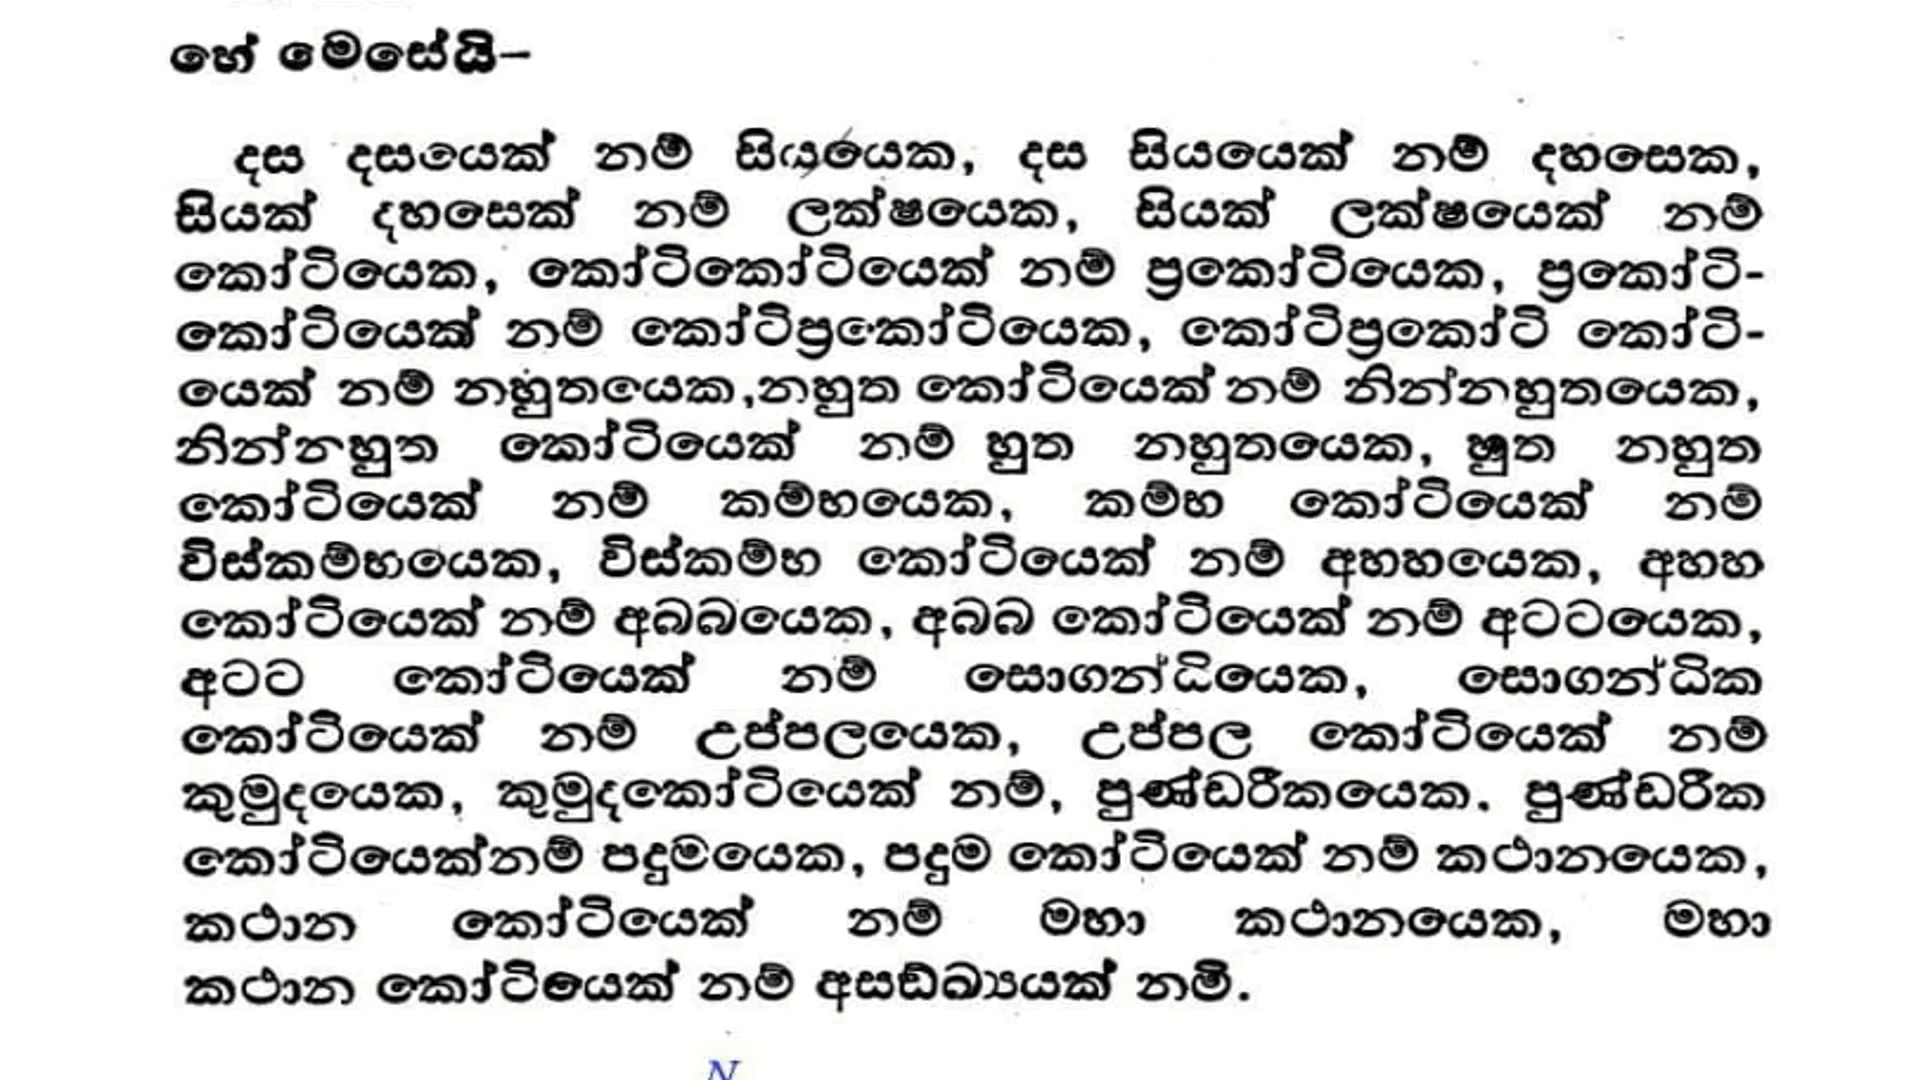 හේ මෙසේයි–
දස දසයෙක් නම් සියයෙක, දස සියයෙක් නම් දහසෙක,
සියක් දහසෙක් නම් ලක්ෂයෙක, සියක් ලක්ෂයෙක් නම්
කෝටියෙක, කෝටිකෝටියෙක් නම් ප්‍රකෝටියෙක, ප්‍රකෝටි-
කෝටියෙක් නම් කෝටිප්‍රකෝටියෙක, කෝටිප්‍රකෝටි කෝටි-
යෙක් නම් නහුතයෙක,නහුත කෝටියෙක් නම් නින්නහුතයෙක,
නින්නහුත කෝටියෙක් නම් හුත නහුතයෙක, හුත නහුත
කෝටියෙක් නම් කම්භයෙක, කම්භ කෝටියෙක් නම්
විස්කම්භයෙක, විස්කම්භ කෝටියෙක් නම් අහහයෙක, අහහ
කෝටියෙක් නම් අබබයෙක, අබබ කෝටියෙක් නම් අටටයෙක,
අටට කෝටියෙක් නම් සොගන්ධියෙක, සොගන්ධික
කෝටියෙක් නම් උප්පලයෙක, උප්පල කෝටියෙක් නම්
කුමුදයෙක, කුමුදකෝටියෙක් නම්, පුණ්ඩරීකයෙක. පුණ්ඩරීක
කෝටියෙක්නම් පදුමයෙක, පදුම කෝටියෙක් නම් කථානයෙක,
කථාන කෝටියෙක් නම් මහා කථානයෙක, මහා
කථාන කෝටියෙක් නම් අසඞ්ඛ්‍යයක් නමි.
N